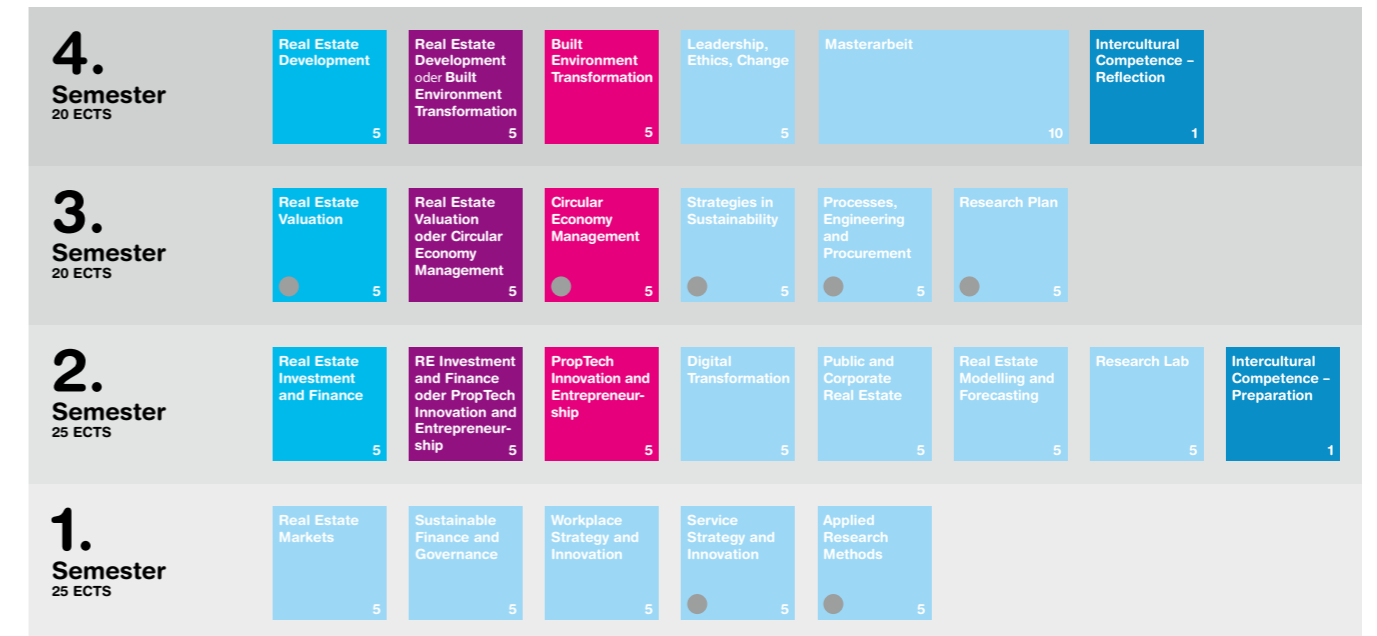 4.
Semester
20 ECTS
Real Estate
Development
5
Real Estate
Development
oder Built
Environment
Transformation
5
Built
Environment
Transformation
5
Leadership,
Ethics, Change
5
Masterarbeit
10
Intercultural
Competence –
Reflection
1
3.
Semester
20 ECTS
Real Estate
Valuation
5
Real Estate
Valuation
oder Circular
Economy
Management
5
Circular
Economy
Management
5
Strategies in
Sustainability
5
Processes,
Engineering
and
Procurement
5
Research Plan
5
2.
Semester
25 ECTS
Real Estate
Investment
and Finance
5
RE Investment
and Finance
oder PropTech
Innovation and
Entrepreneur-
ship
5
PropTech
Innovation and
Entrepreneur-
ship
5
Digital
Transformation
5
Public and
Corporate
Real Estate
5
Real Estate
Modelling and
Forecasting
5
Research Lab
5
Intercultural
Competence –
Preparation
1
1.
Semester
25 ECTS
Real Estate
Markets
5
Sustainable
Finance and
Governance
5
Workplace
Strategy and
Innovation
5
Service
Strategy and
Innovation
5
Applied
Research
Methods
5